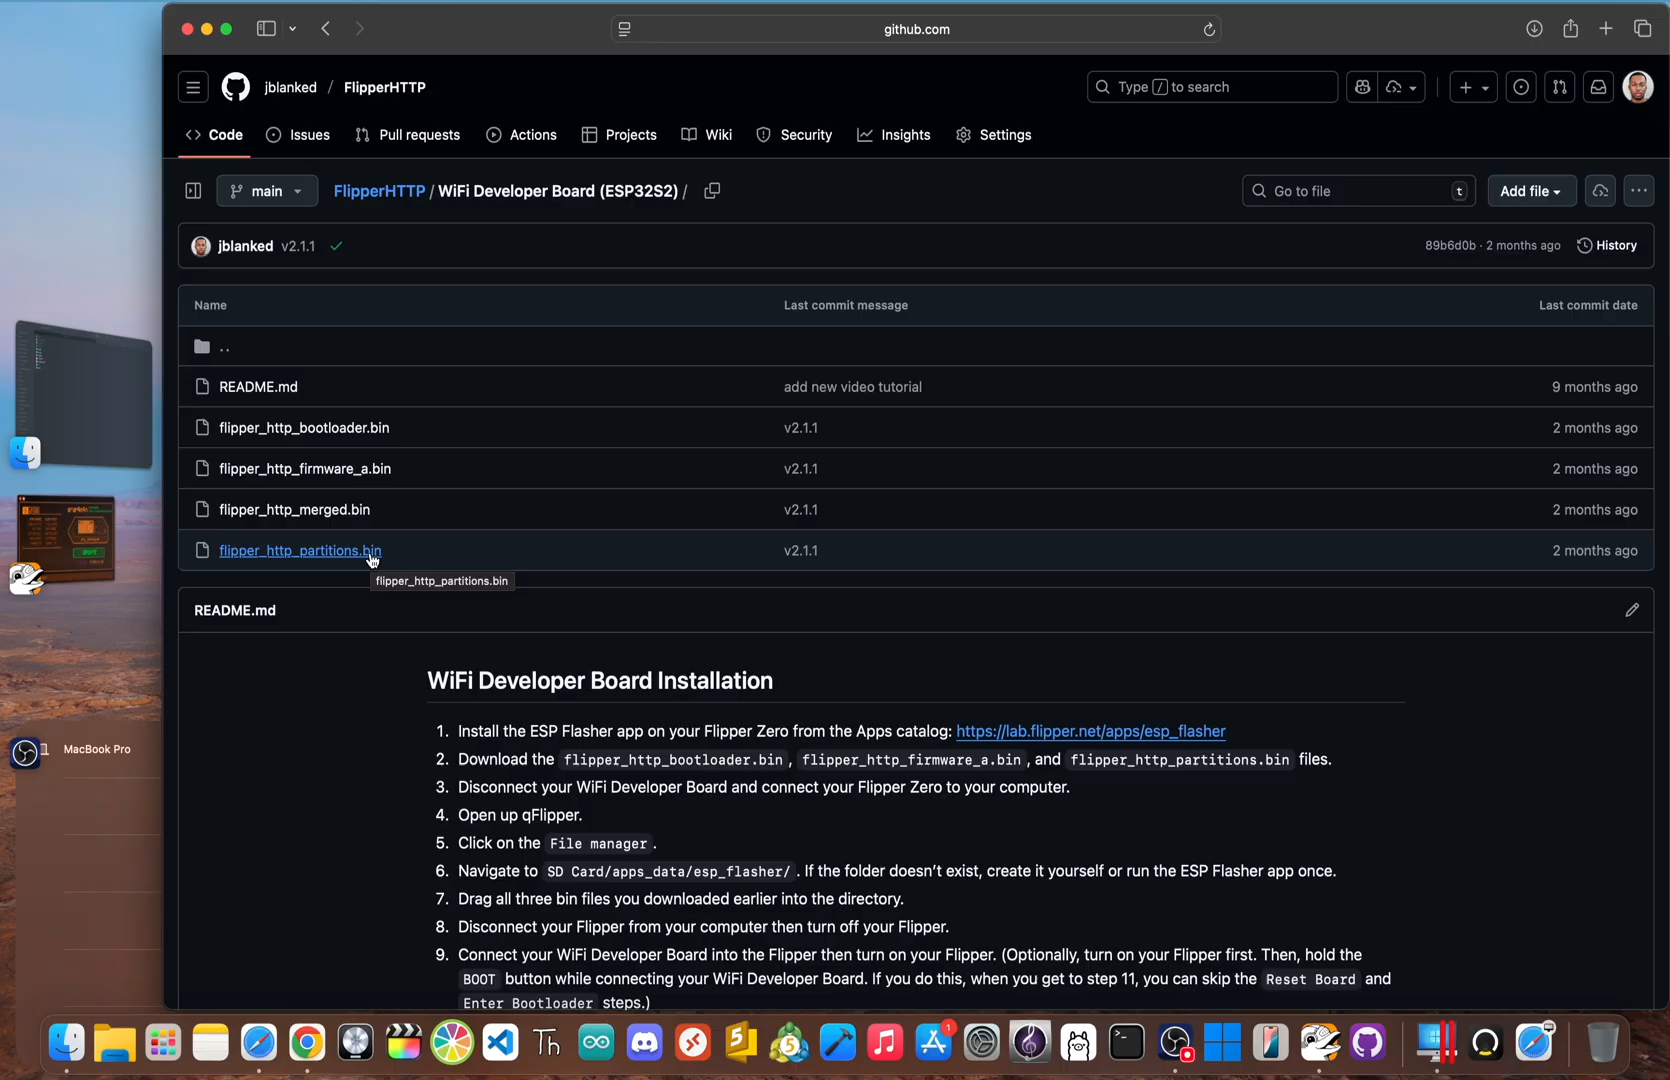 github.com
jblanked / FlipperHTTP
Type / to search
Code Issues Pull requests Actions Projects Wiki Security Insights Settings
main FlipperHTTP / WiFi Developer Board (ESP32S2) /
Go to file t Add file
jblanked v2.1.1
89b6d0b · 2 months ago History
Name Last commit message Last commit date
..
README.md add new video tutorial 9 months ago
flipper_http_bootloader.bin v2.1.1 2 months ago
flipper_http_firmware_a.bin v2.1.1 2 months ago
flipper_http_merged.bin v2.1.1 2 months ago
flipper_http_partitions.bin v2.1.1 2 months ago
flipper_http_partitions.bin
README.md
WiFi Developer Board Installation
1. Install the ESP Flasher app on your Flipper Zero from the Apps catalog: https://lab.flipper.net/apps/esp_flasher
2. Download the flipper_http_bootloader.bin , flipper_http_firmware_a.bin , and flipper_http_partitions.bin files.
3. Disconnect your WiFi Developer Board and connect your Flipper Zero to your computer.
4. Open up qFlipper.
5. Click on the File manager .
6. Navigate to SD Card/apps_data/esp_flasher/ . If the folder doesn't exist, create it yourself or run the ESP Flasher app once.
7. Drag all three bin files you downloaded earlier into the directory.
8. Disconnect your Flipper from your computer then turn off your Flipper.
9. Connect your WiFi Developer Board into the Flipper then turn on your Flipper. (Optionally, turn on your Flipper first. Then, hold the
BOOT button while connecting your WiFi Developer Board. If you do this, when you get to step 11, you can skip the Reset Board and
Enter Bootloader steps.)
MacBook Pro
Th
5
5
1